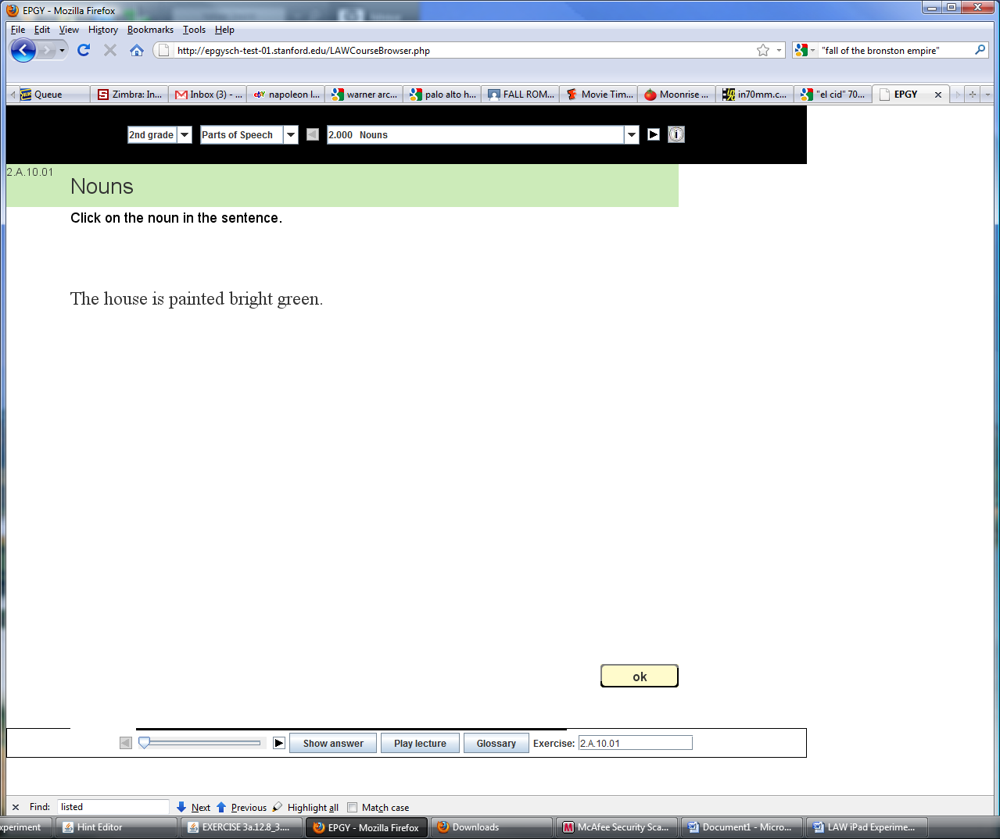 EPGY - Mozilla Firefox
File Edit View History Bookmarks Tools Help
http://epgysch-test-01.stanford.edu/LAWCourseBrowser.php "fall of the bronston empire"
Queue Zimbra: In... Inbox (3) - ... napoleon l... warner arc... palo alto h... FALL ROM... Movie Tim... Moonrise ... in70mm.c... "el cid" 70... EPGY
2nd grade Parts of Speech 2.000 Nouns
2.A.10.01
Nouns
Click on the noun in the sentence.
The house is painted bright green.
ok
Show answer Play lecture Glossary Exercise: 2.A.10.01
Find: listed Next Previous Highlight all Match case
xperiment Hint Editor EXERCISE 3a.12.8_3.... EPGY - Mozilla Firefox Downloads McAfee Security Sca... Document1 - Micro... LAW iPad Experime...